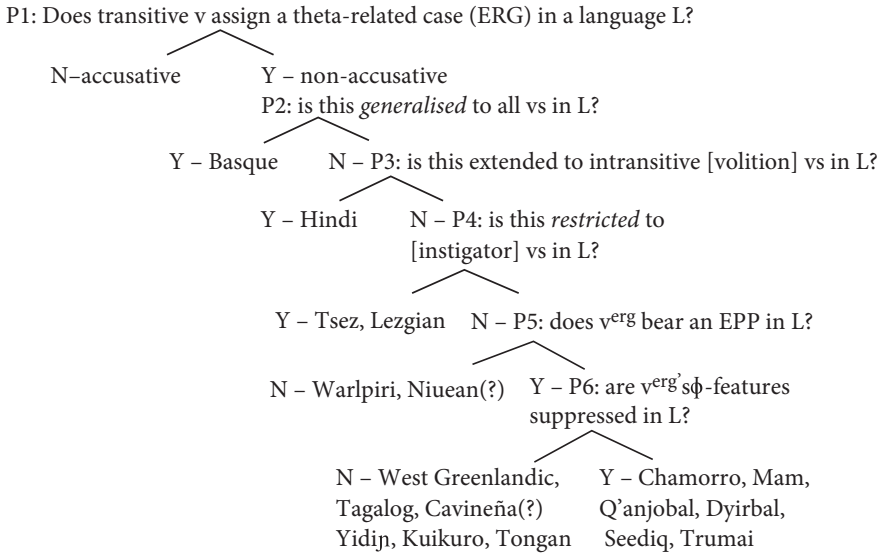 P1: Does transitive v assign a theta-related case (ERG) in a language L?
N–accusative Y – non-accusative
P2: is this generalised to all vs in L?
Y – Basque N – P3: is this extended to intransitive [volition] vs in L?
Y – Hindi N – P4: is this restricted to
[instigator] vs in L?
Y – Tsez, Lezgian N – P5: does vᵉʳᵍ bear an EPP in L?
N – Warlpiri, Niuean(?) Y – P6: are vᵉʳᵍ'sϕ-features
suppressed in L?
N – West Greenlandic, Y – Chamorro, Mam,
Tagalog, Cavineña(?) Q'anjobal, Dyirbal,
Yidiɲ, Kuikuro, Tongan Seediq, Trumai